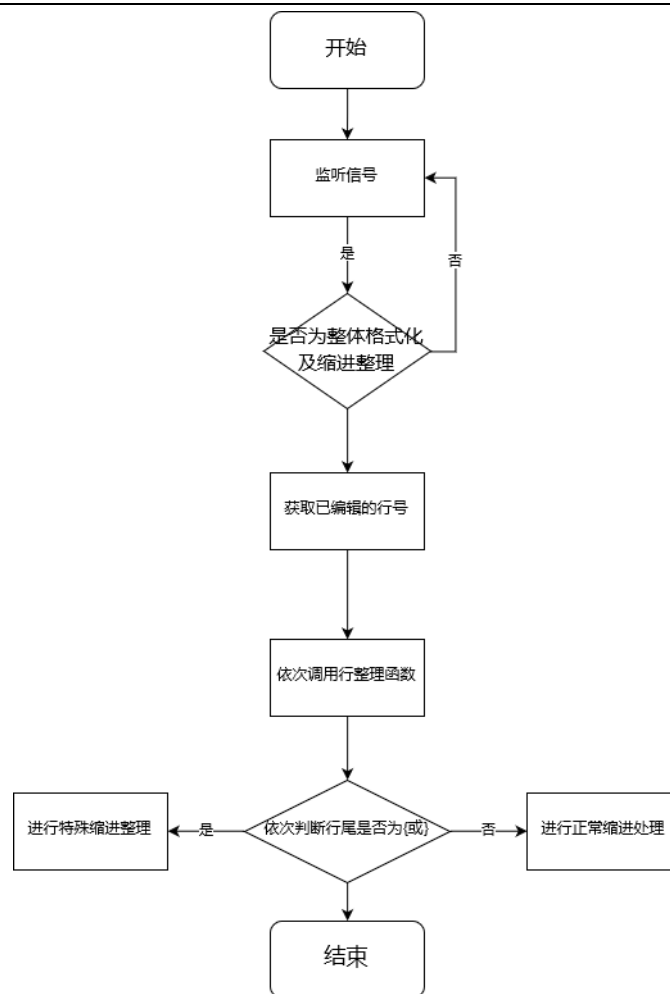 开始
监听信号
是
否
是否为整体格式化
及缩进整理
获取已编辑的行号
依次调用行整理函数
进行特殊缩进整理
是
依次判断行尾是否为{或}
否
进行正常缩进处理
结束